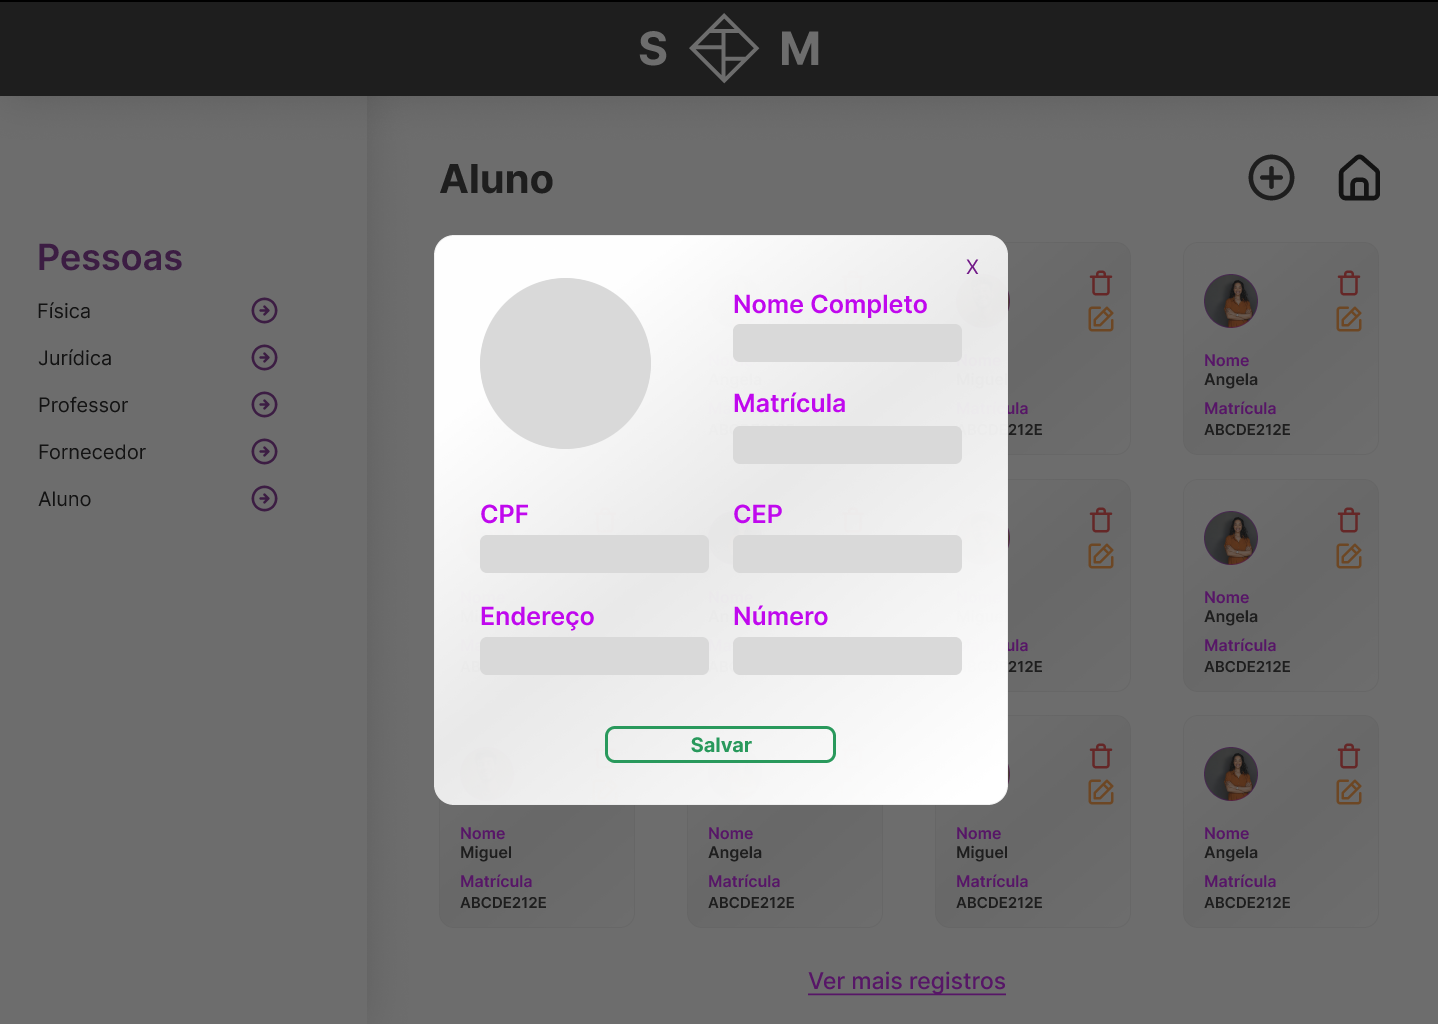 S M
Aluno
Pessoas
Física
Jurídica
Professor
Fornecedor
Aluno
X
Nome Completo
Matrícula
CPF
CEP
Endereço
Número
Salvar
ula
212E
Nome
Angela
Matrícula
ABCDE212E
ula
212E
Nome
Angela
Matrícula
ABCDE212E
Nome
Miguel
Matrícula
ABCDE212E
Nome
Angela
Matrícula
ABCDE212E
Nome
Miguel
Matrícula
ABCDE212E
Nome
Angela
Matrícula
ABCDE212E
Ver mais registros